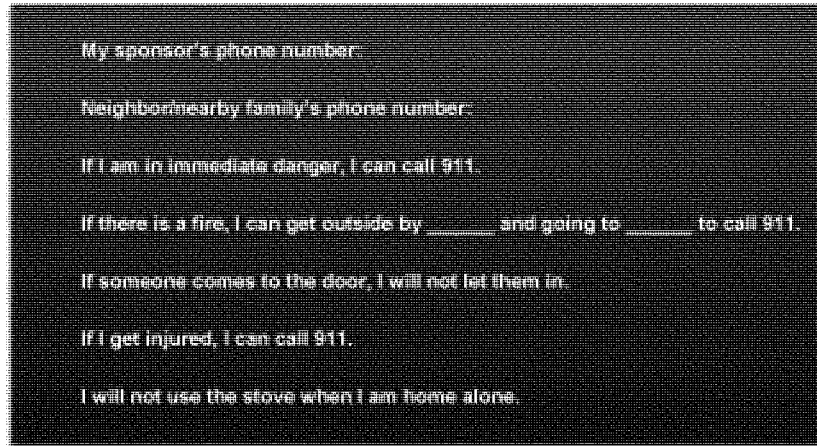 My sponsor's phone number:
Neighbor/nearby family's phone number:
If I am in immediate danger, I can call 911.
If there is a fire, I can get outside by ______ and going to ______ to call 911.
If someone comes to the door, I will not let them in.
If I get injured, I can call 911.
I will not use the stove when I am home alone.